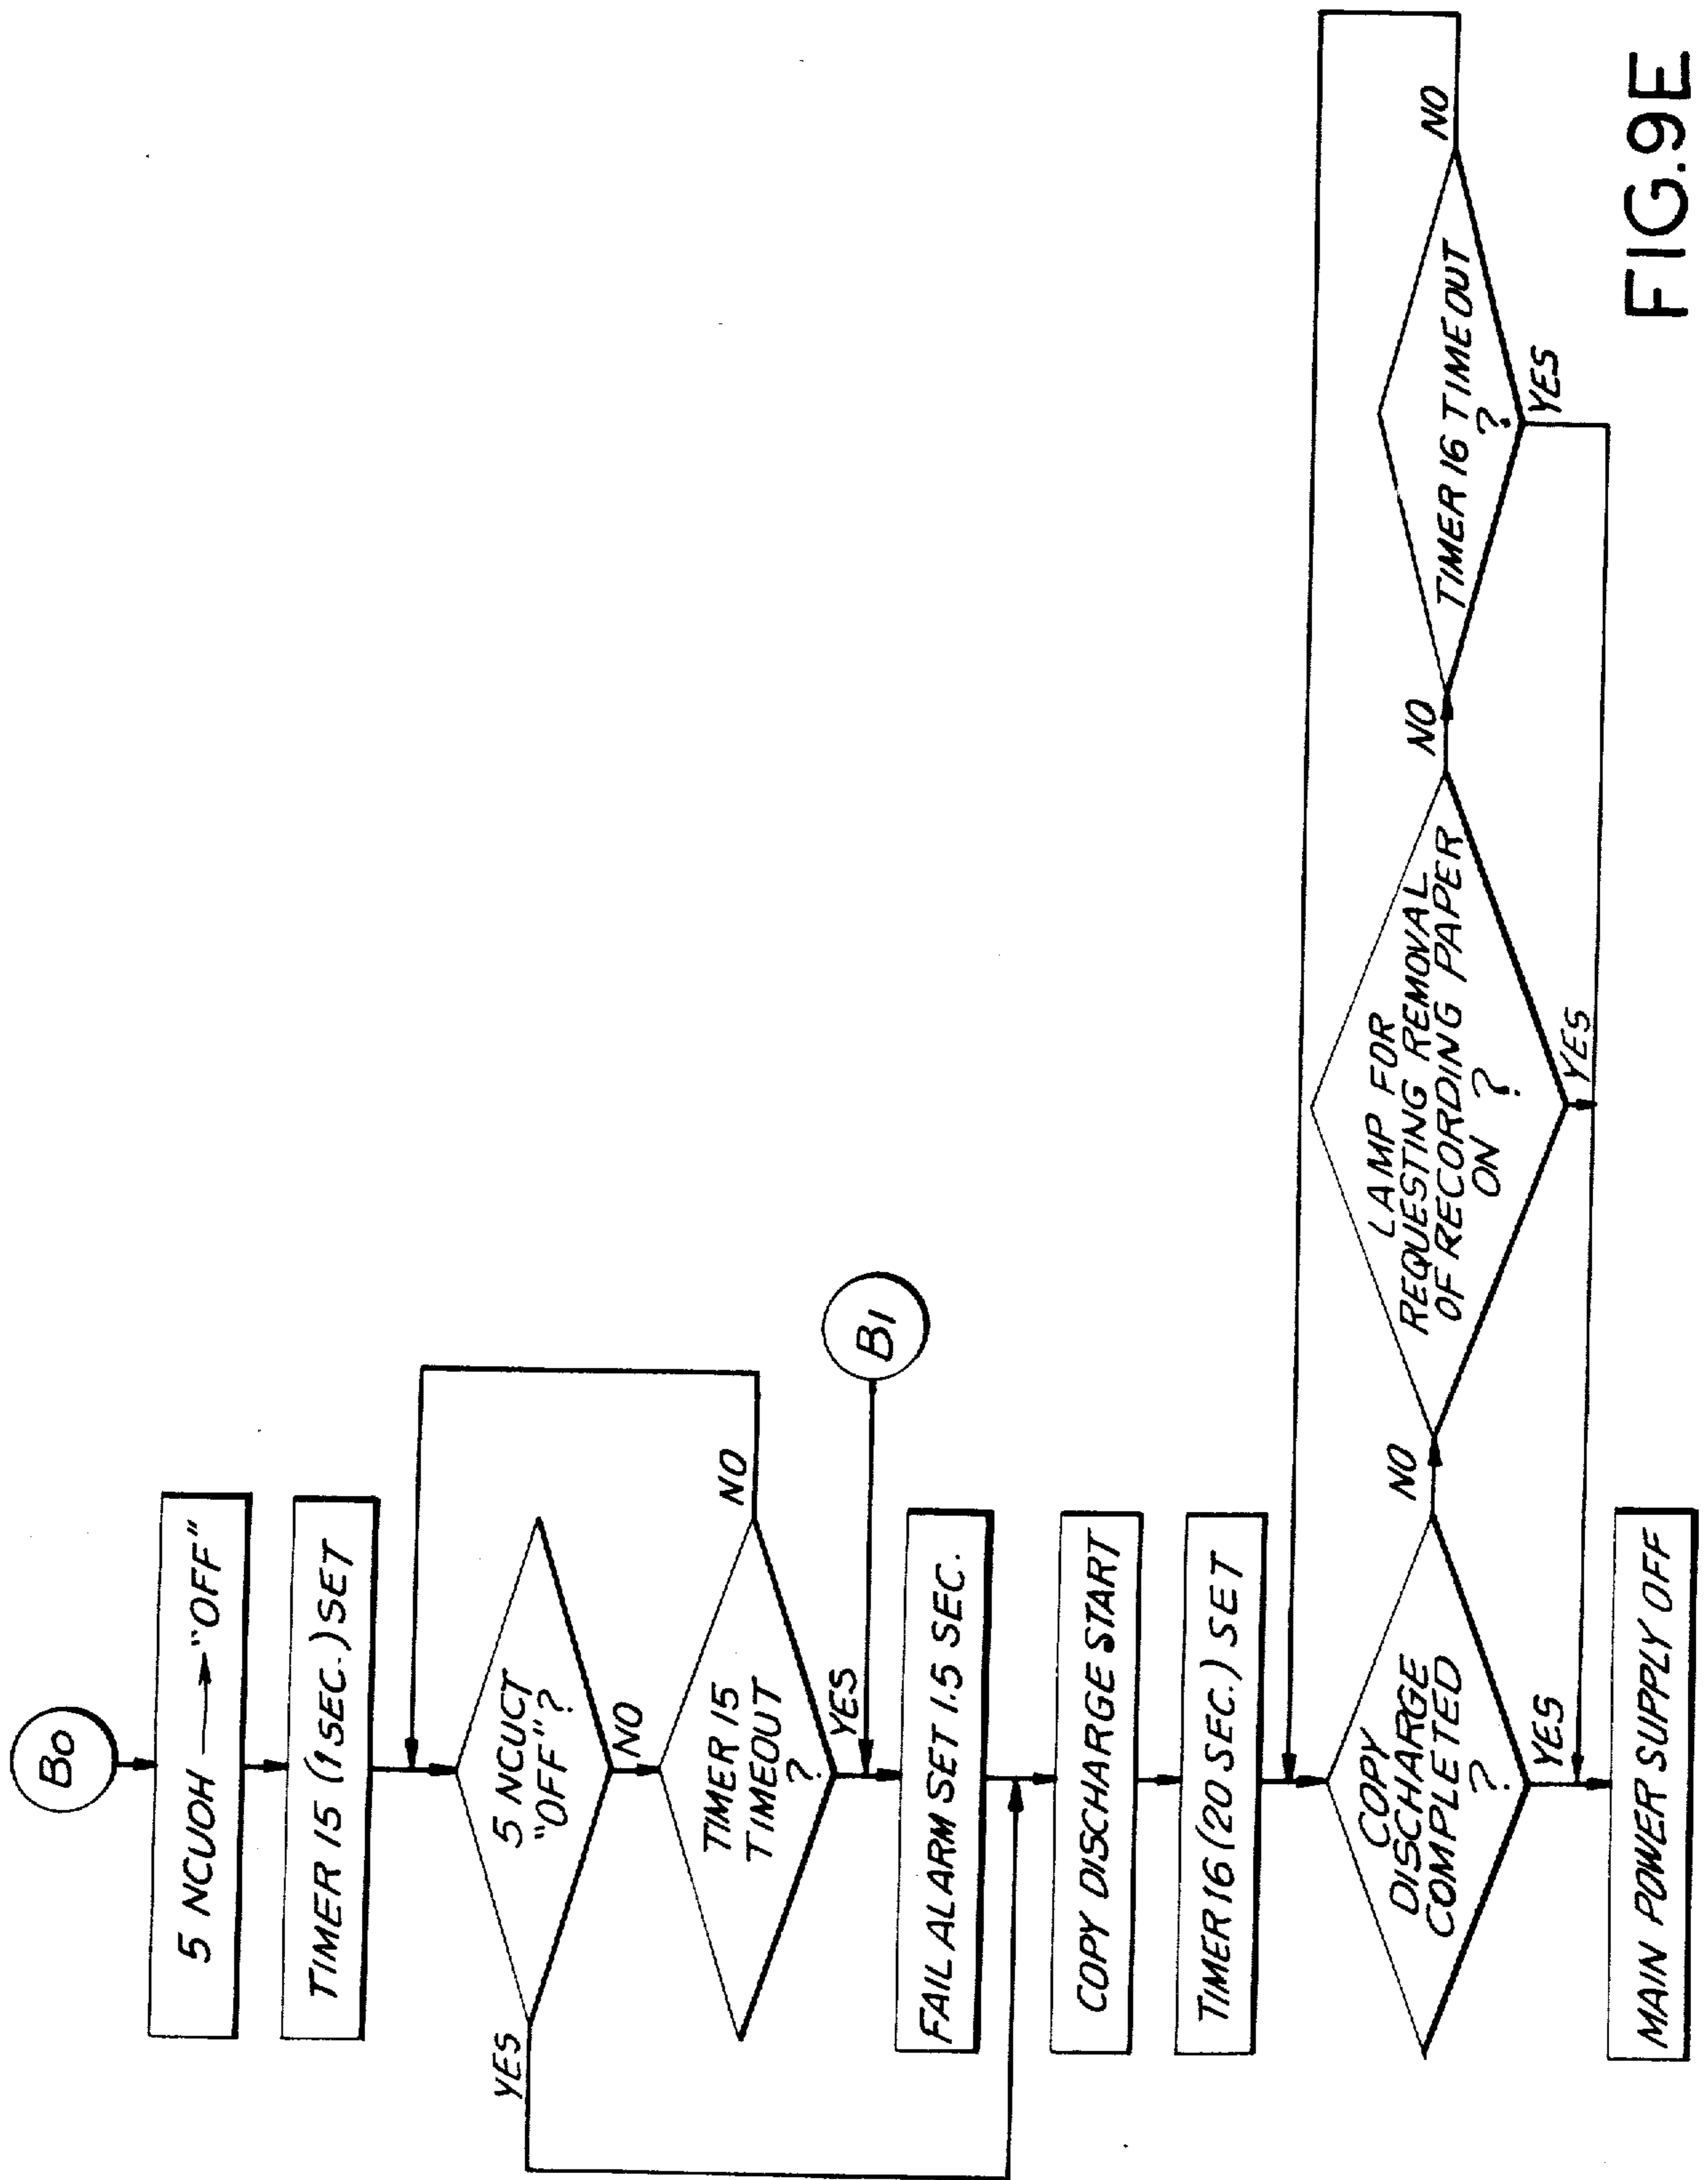 B0
5 NCUOH → "OFF"
TIMER 15 (1 SEC.) SET
5 NCUCT
"OFF"?
YES
NO
TIMER 15
TIMEOUT
?
NO
YES
B1
FAIL ALARM SET 1.5 SEC.
COPY DISCHARGE START
TIMER 16 (20 SEC.) SET
COPY
DISCHARGE
COMPLETED
?
NO
YES
LAMP FOR
REQUESTING REMOVAL
OF RECORDING PAPER
ON ?
NO
YES
TIMER 16 TIMEOUT
?
NO
YES
MAIN POWER SUPPLY OFF
FIG.9E